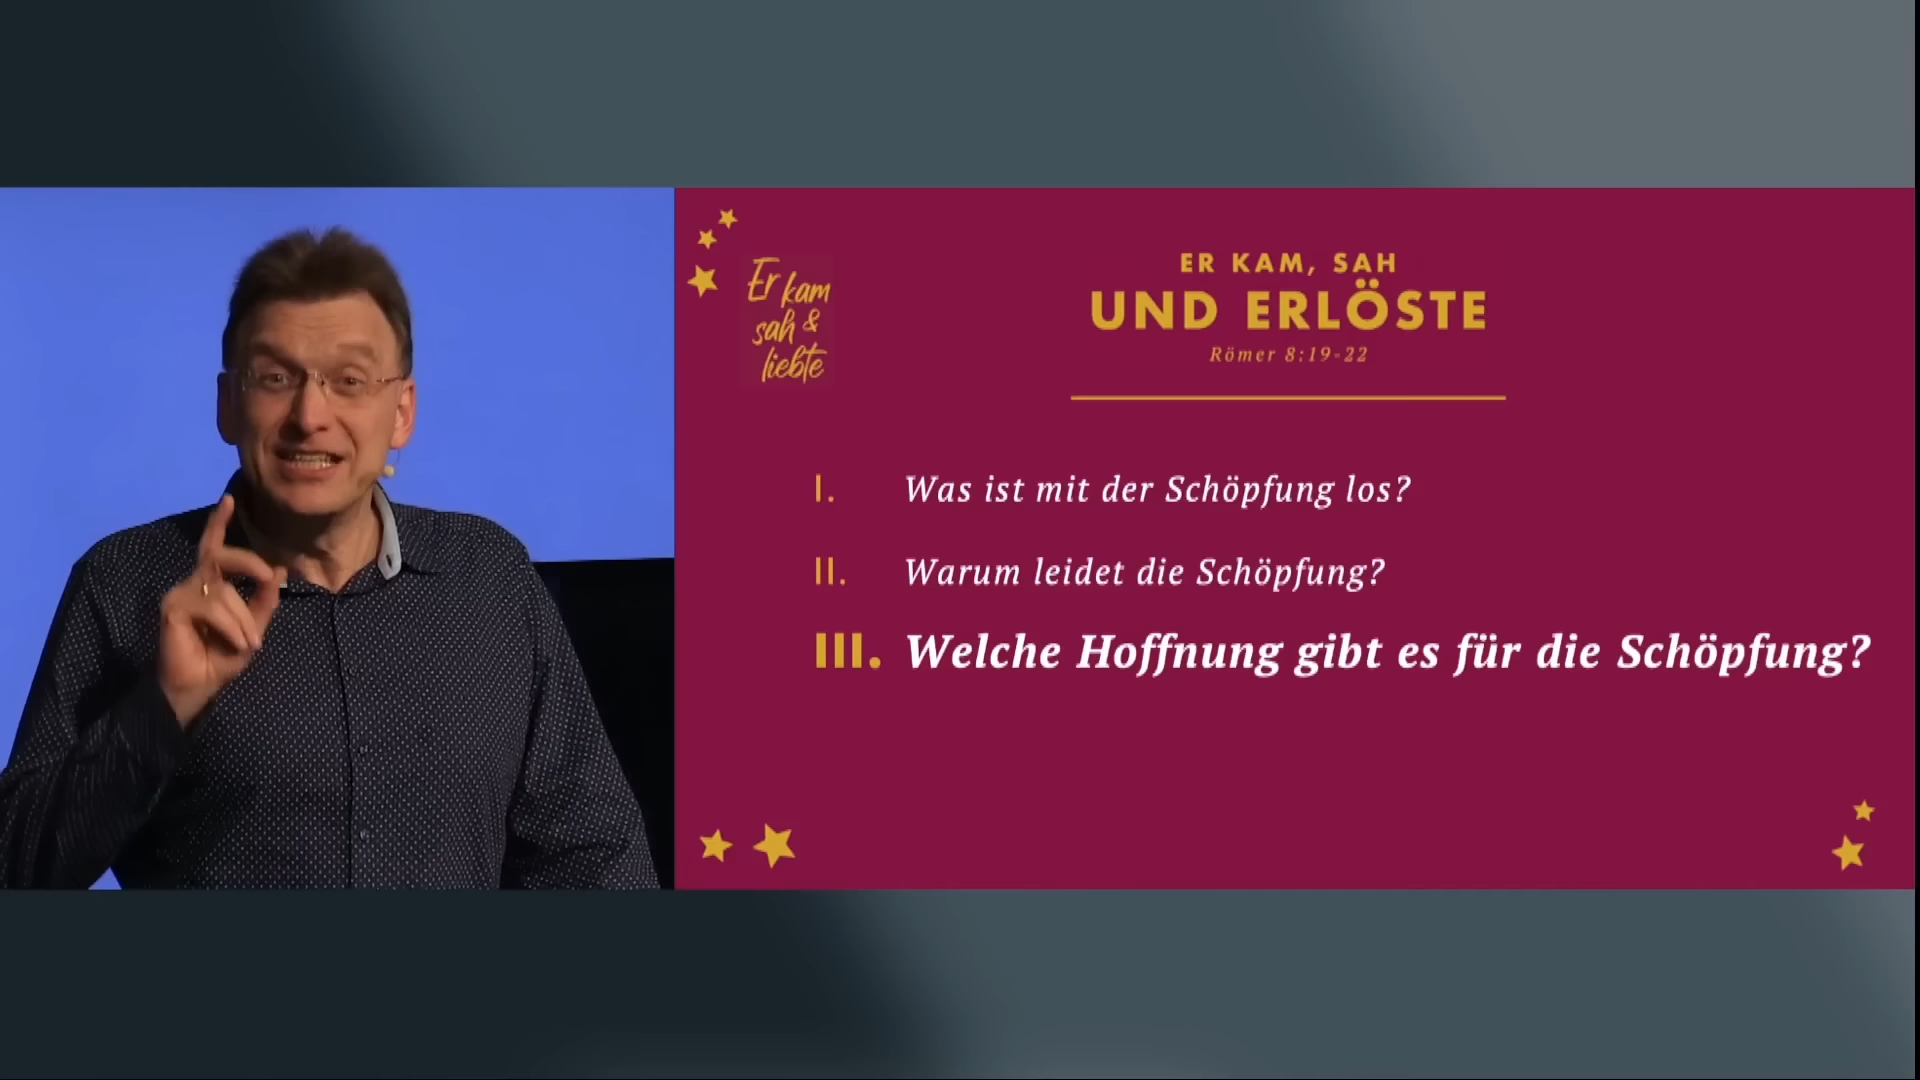 Er kam
sah &
liebte
ER KAM, SAH
UND ERLÖSTE
Römer 8:19-22
I. Was ist mit der Schöpfung los?
II. Warum leidet die Schöpfung?
III. Welche Hoffnung gibt es für die Schöpfung?